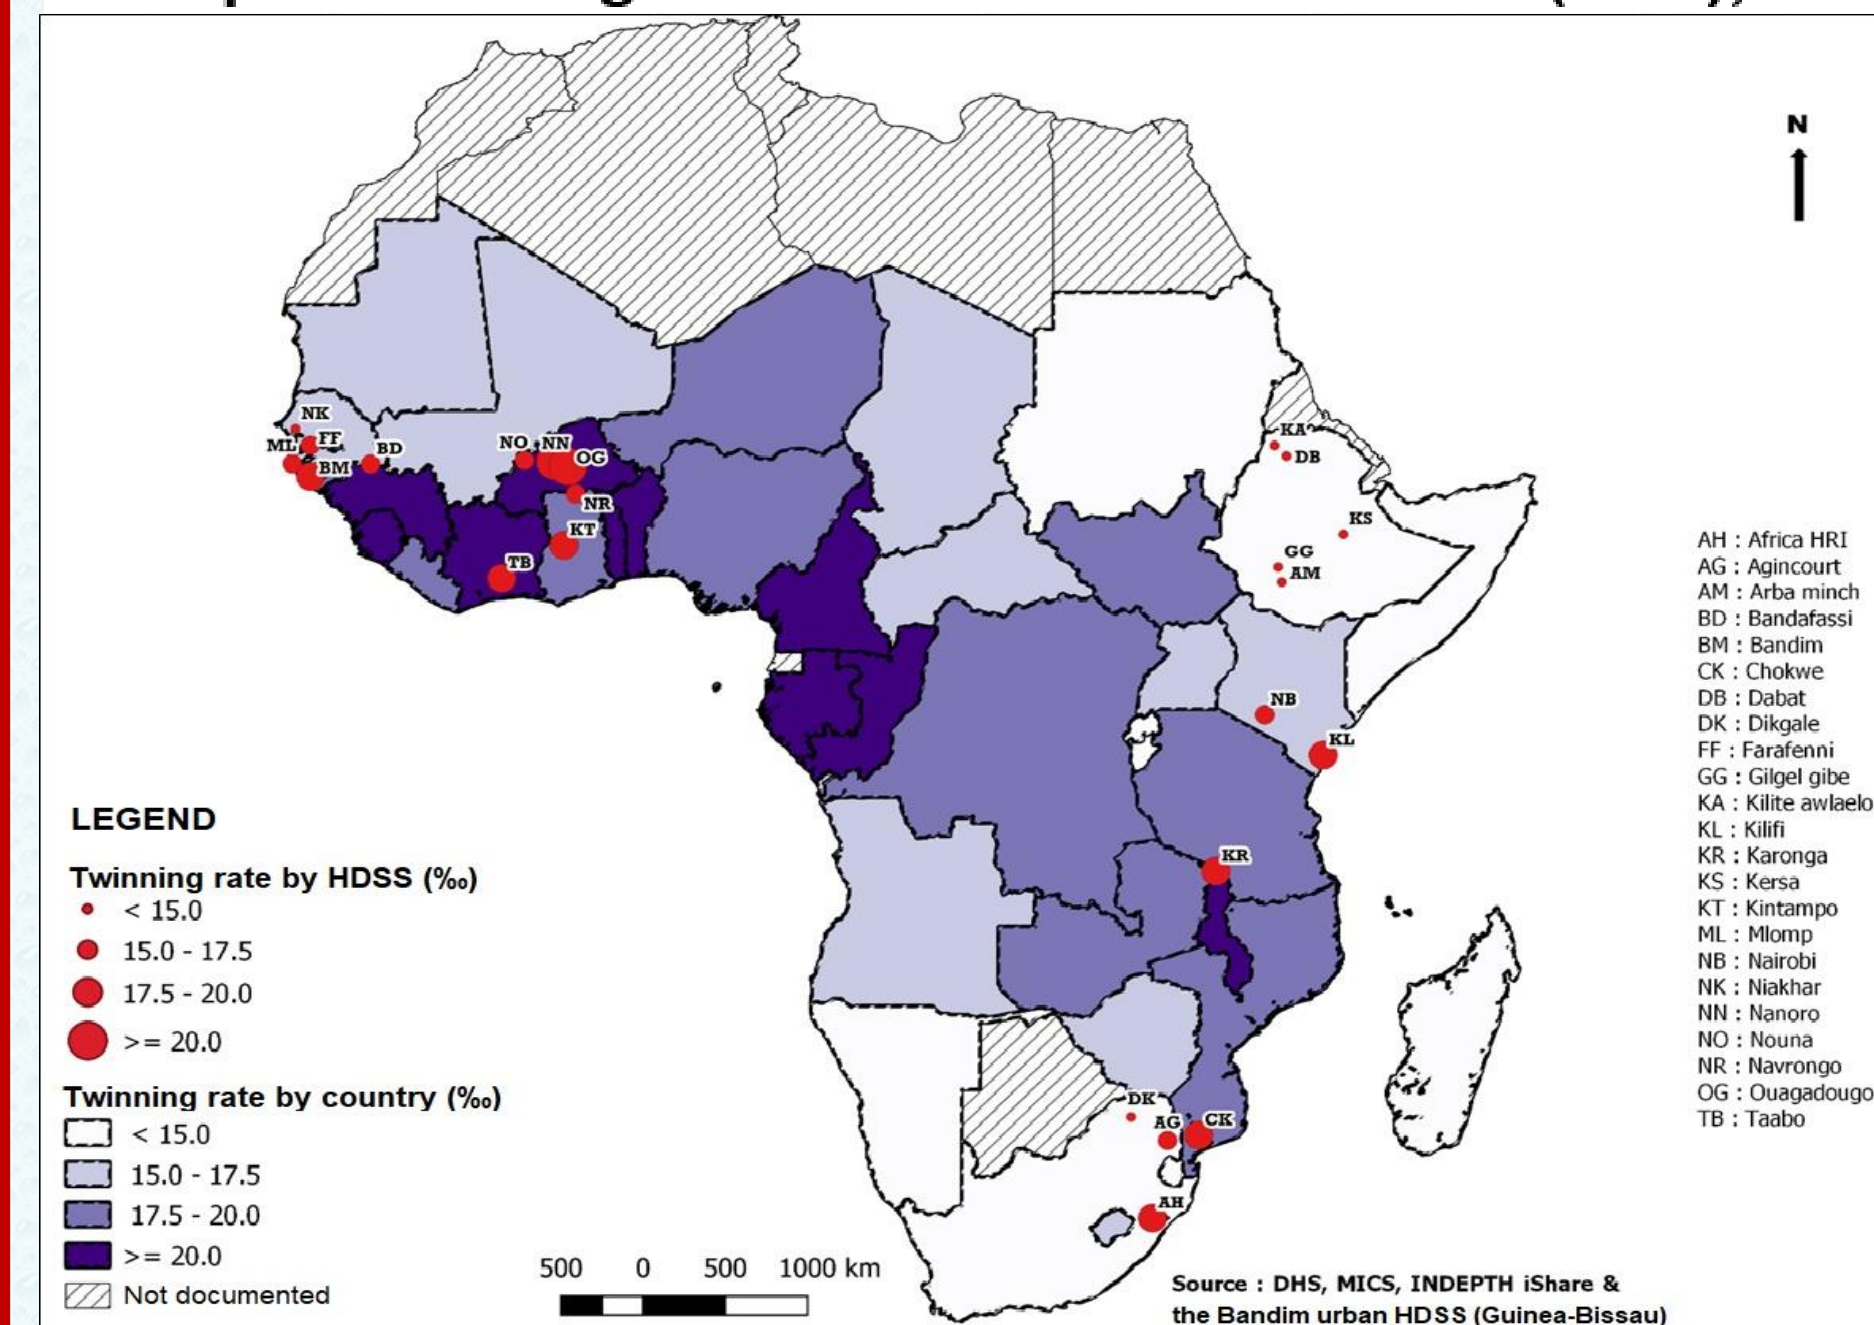 N
NK
ML
FF
BD
BM
NO
NN
OG
NR
KT
TB
KA
DB
KS
GG
AM
NB
KL
KR
DK
AG
CK
AH
LEGEND
Twinning rate by HDSS (‰)
< 15.0
15.0 - 17.5
17.5 - 20.0
>= 20.0
Twinning rate by country (‰)
< 15.0
15.0 - 17.5
17.5 - 20.0
>= 20.0
Not documented
500 0 500 1000 km
Source : DHS, MICS, INDEPTH iShare &
the Bandim urban HDSS (Guinea-Bissau)
AH : Africa HRI
AG : Agincourt
AM : Arba minch
BD : Bandafassi
BM : Bandim
CK : Chokwe
DB : Dabat
DK : Dikgale
FF : Farafenni
GG : Gilgel gibe
KA : Kilite awlaelo
KL : Kilifi
KR : Karonga
KS : Kersa
KT : Kintampo
ML : Mlomp
NB : Nairobi
NK : Niakhar
NN : Nanoro
NO : Nouna
NR : Navrongo
OG : Ouagadougo
TB : Taabo